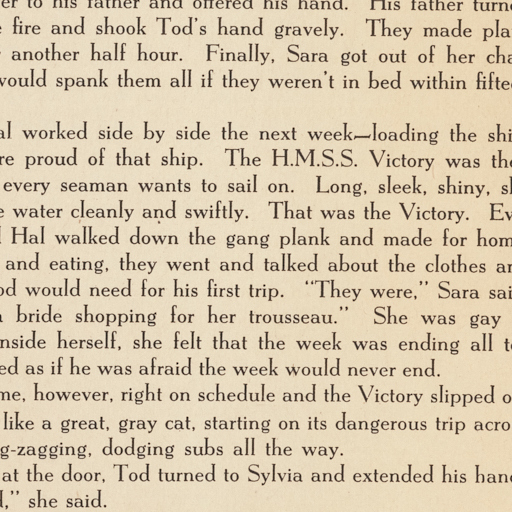 er to his father and offered his hand. His father turn
e fire and shook Tod's hand gravely. They made pla
another half hour. Finally, Sara got out of her cha
would spank them all if they weren't in bed within fifte
al worked side by side the next week—loading the shi
re proud of that ship. The H.M.S.S. Victory was the
every seaman wants to sail on. Long, sleek, shiny, sl
e water cleanly and swiftly. That was the Victory. Ev
l Hal walked down the gang plank and made for hom
and eating, they went and talked about the clothes an
od would need for his first trip. "They were," Sara sai
a bride shopping for her trousseau." She was gay
nside herself, she felt that the week was ending all t
ed as if he was afraid the week would never end.
me, however, right on schedule and the Victory slipped o
like a great, gray cat, starting on its dangerous trip acro
g-zagging, dodging subs all the way.
at the door, Tod turned to Sylvia and extended his han
l," she said.